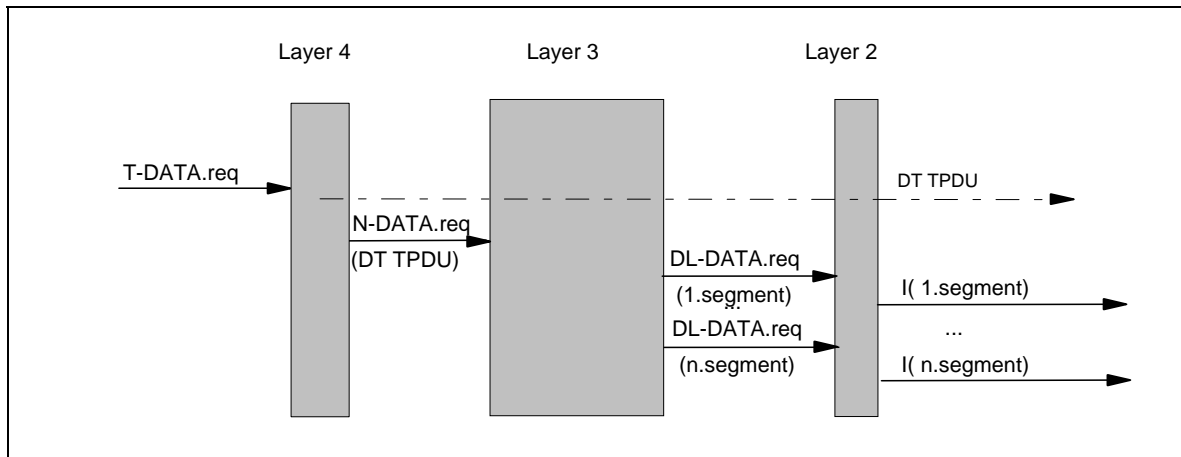 Layer 4 Layer 3 Layer 2
T-DATA.req
DT TPDU
N-DATA.req
(DT TPDU)
DL-DATA.req
(1.segment)
...
DL-DATA.req
(n.segment)
I( 1.segment)
...
I( n.segment)